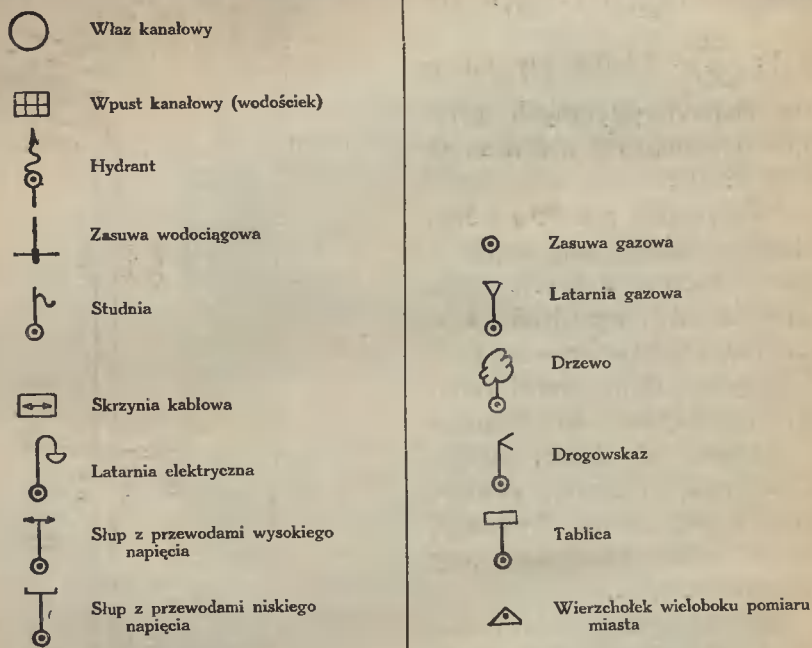 Właz kanałowy
Wpust kanałowy (wodościek)
Hydrant
Zasuwa wodociągowa
Studnia
Skrzynia kablowa
Latarnia elektryczna
Słup z przewodami wysokiego
napięcia
Słup z przewodami niskiego
napięcia
Zasuwa gazowa
Latarnia gazowa
Drzewo
Drogowskaz
Tablica
Wierzchołek wieloboku pomiaru
miasta